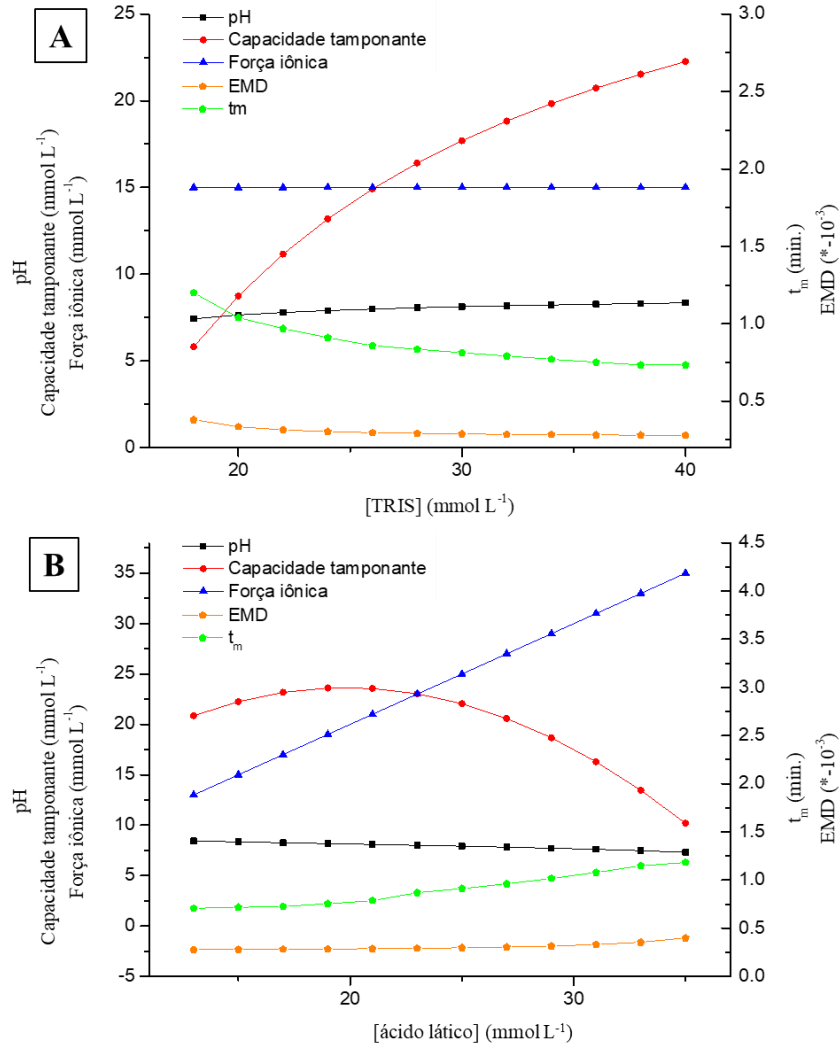 A
pH
Capacidade tamponante
Força iônica
EMD
tm
25
20
15
10
5
0
3.0
2.5
2.0
1.5
1.0
0.5
20
30
40
pH
Capacidade tamponante (mmol L⁻¹)
Força iônica (mmol L⁻¹)
tₘ (min.)
EMD (*-10⁻³)
[TRIS] (mmol L⁻¹)
B
pH
Capacidade tamponante
Força iônica
EMD
tₘ
35
30
25
20
15
10
5
0
-5
4.5
4.0
3.5
3.0
2.5
2.0
1.5
1.0
0.5
0.0
20
30
pH
Capacidade tamponante (mmol L⁻¹)
Força iônica (mmol L⁻¹)
tₘ (min.)
EMD (*-10⁻³)
[ácido lático] (mmol L⁻¹)